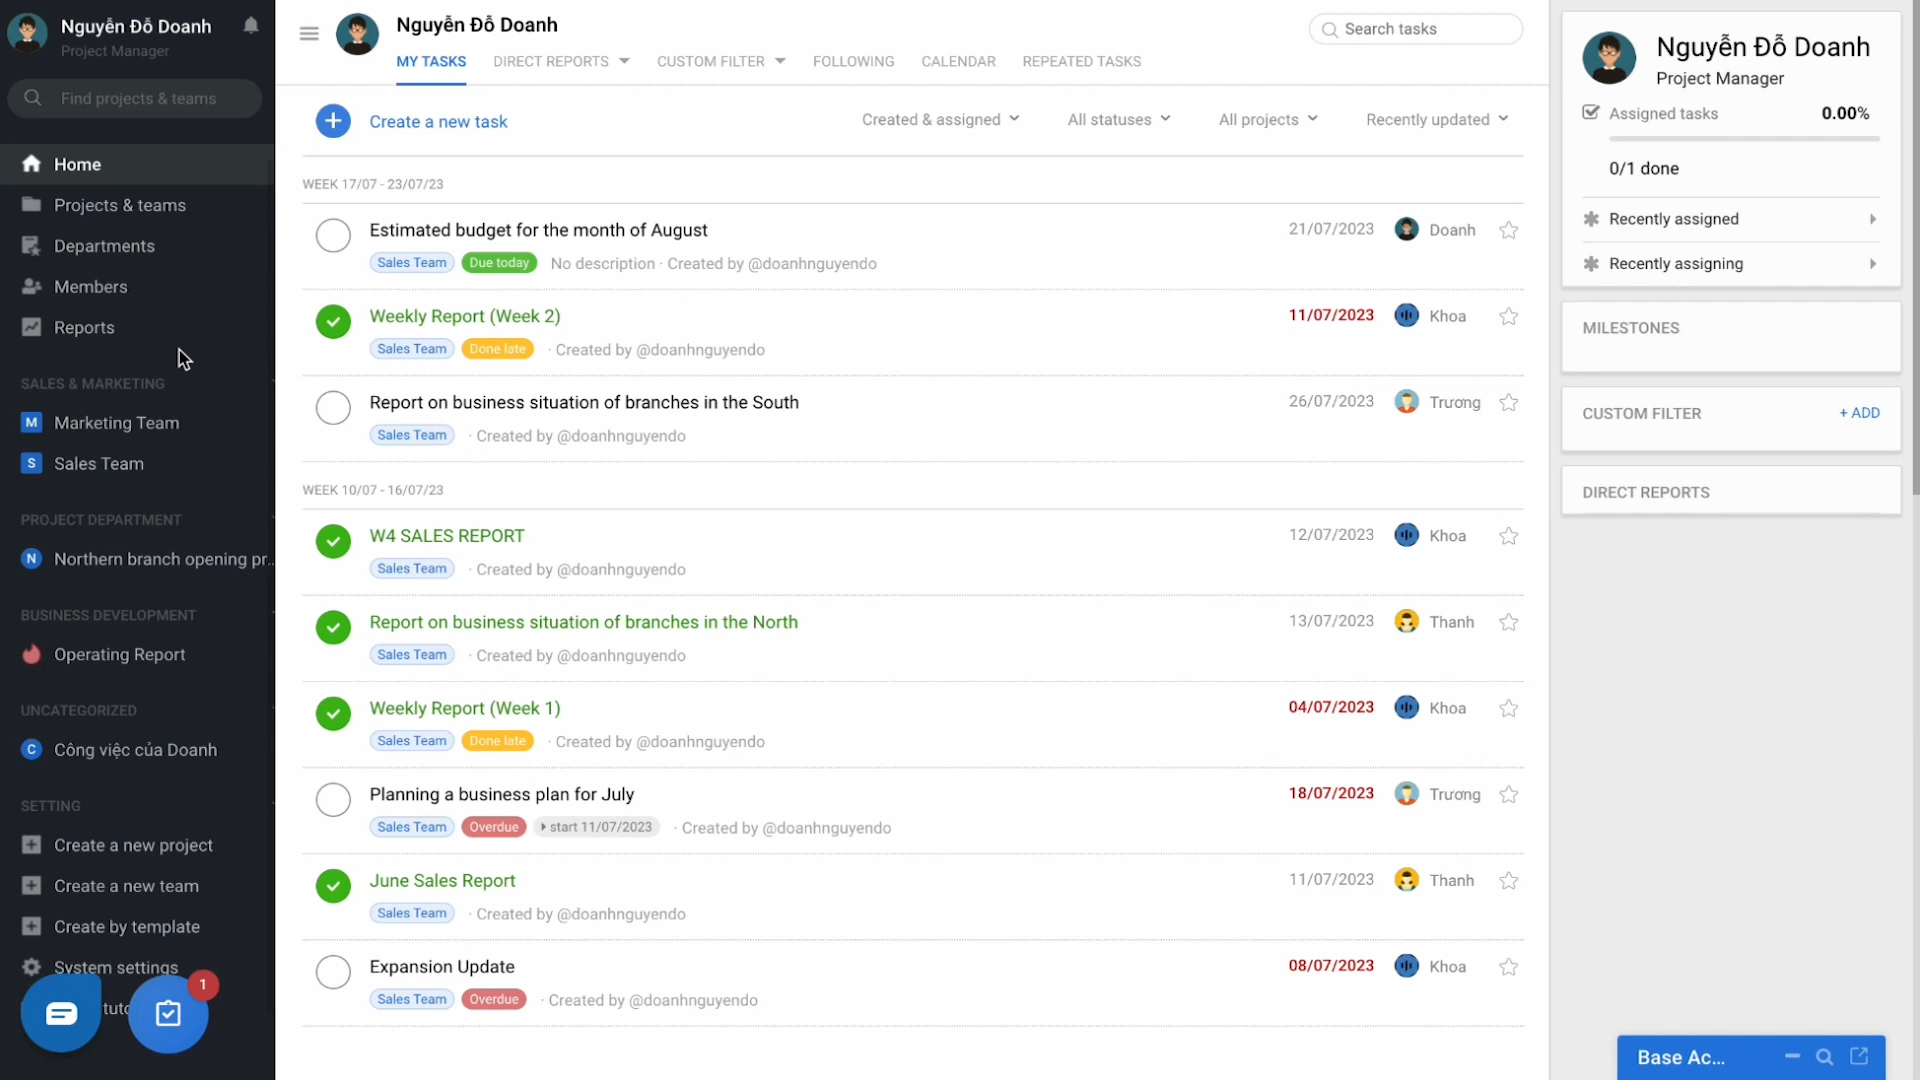 Nguyễn Đỗ Doanh
Project Manager
Find projects & teams
Home
Projects & teams
Departments
Members
Reports
SALES & MARKETING
M Marketing Team
S Sales Team
PROJECT DEPARTMENT
N Northern branch opening pr...
BUSINESS DEVELOPMENT
Operating Report
UNCATEGORIZED
C Công việc của Doanh
SETTING
Create a new project
Create a new team
Create by template
System settings
1
Nguyễn Đỗ Doanh
MY TASKS DIRECT REPORTS CUSTOM FILTER FOLLOWING CALENDAR REPEATED TASKS
Search tasks
Create a new task Created & assigned All statuses All projects Recently updated
WEEK 17/07 - 23/07/23
Estimated budget for the month of August 21/07/2023 Doanh
Sales Team Due today No description · Created by @doanhnguyendo
Weekly Report (Week 2) 11/07/2023 Khoa
Sales Team Done late · Created by @doanhnguyendo
Report on business situation of branches in the South 26/07/2023 Trương
Sales Team · Created by @doanhnguyendo
WEEK 10/07 - 16/07/23
W4 SALES REPORT 12/07/2023 Khoa
Sales Team · Created by @doanhnguyendo
Report on business situation of branches in the North 13/07/2023 Thanh
Sales Team · Created by @doanhnguyendo
Weekly Report (Week 1) 04/07/2023 Khoa
Sales Team Done late · Created by @doanhnguyendo
Planning a business plan for July 18/07/2023 Trương
Sales Team Overdue start 11/07/2023 · Created by @doanhnguyendo
June Sales Report 11/07/2023 Thanh
Sales Team · Created by @doanhnguyendo
Expansion Update 08/07/2023 Khoa
Sales Team Overdue · Created by @doanhnguyendo
Nguyễn Đỗ Doanh
Project Manager
Assigned tasks 0.00%
0/1 done
Recently assigned
Recently assigning
MILESTONES
CUSTOM FILTER + ADD
DIRECT REPORTS
Base Ac...